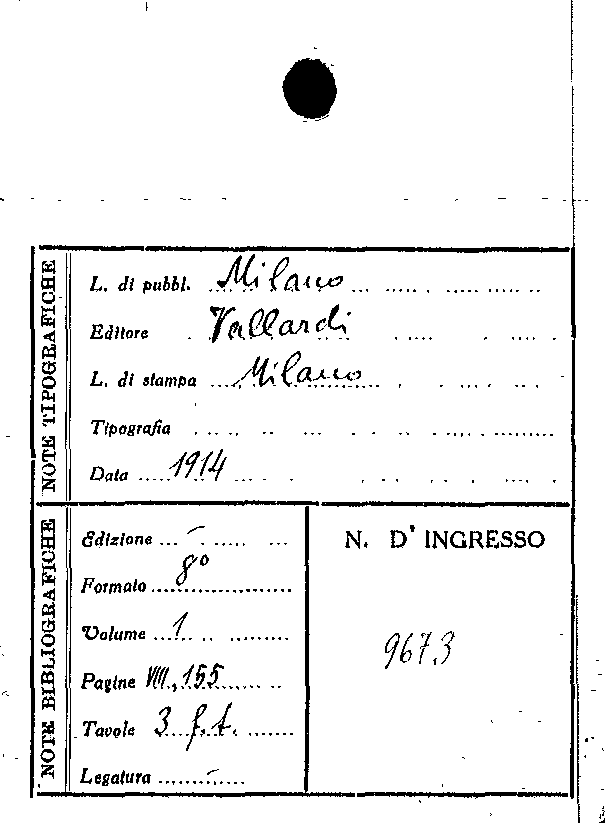 NOTE TIPOGRAFICHE
L. di pubbl. Milano
Editore Vallardi
L. di stampa Milano
Tipografia
Data 1914
NOTE BIBLIOGRAFICHE
Edizione –
Formato 8º
Volume 1
Pagine VIII, 155
Tavole 3 f.t.
Legatura –
N. D' INGRESSO
9673